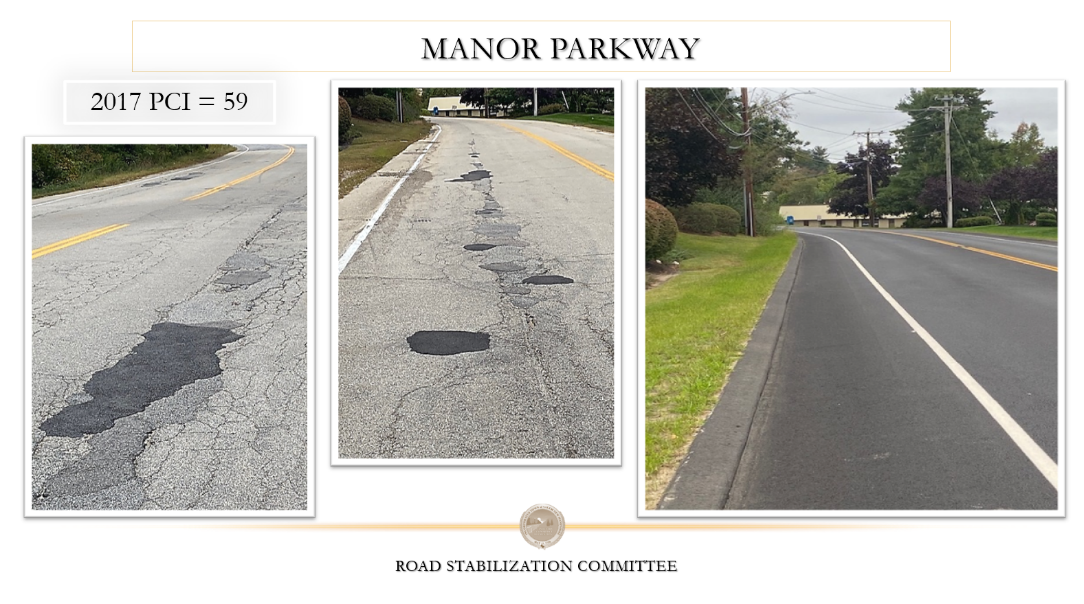 MANOR PARKWAY
2017 PCI = 59
ROAD STABILIZATION COMMITTEE